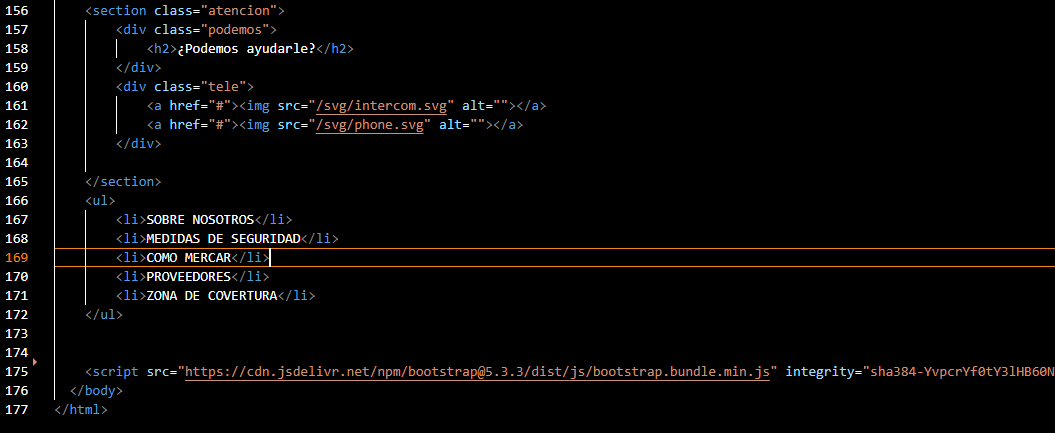 156 <section class="atencion">
157 <div class="podemos">
158 <h2>¿Podemos ayudarle?</h2>
159 </div>
160 <div class="tele">
161 <a href="#"><img src="/svg/intercom.svg" alt=""></a>
162 <a href="#"><img src="/svg/phone.svg" alt=""></a>
163 </div>
164
165 </section>
166 <ul>
167 <li>SOBRE NOSOTROS</li>
168 <li>MEDIDAS DE SEGURIDAD</li>
169 <li>COMO MERCAR</li>
170 <li>PROVEEDORES</li>
171 <li>ZONA DE COVERTURA</li>
172 </ul>
173
174
175 <script src="https://cdn.jsdelivr.net/npm/bootstrap@5.3.3/dist/js/bootstrap.bundle.min.js" integrity="sha384-YvpcrYf0tY3lHB60N
176 </body>
177 </html>